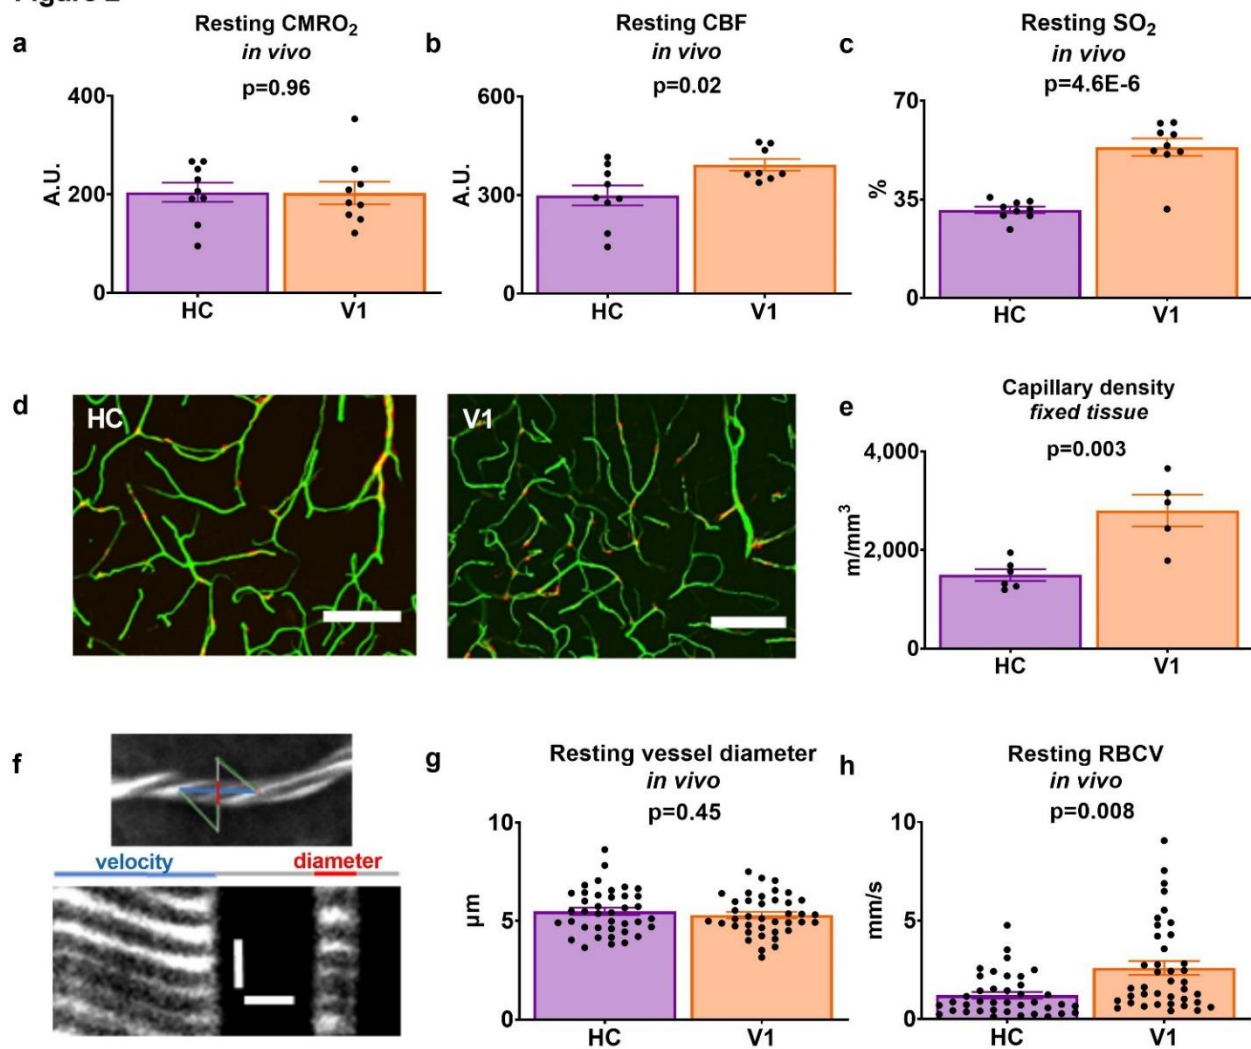 a
Resting CMRO₂
in vivo
p=0.96
400
200
0
A.U.
HC
V1
b
Resting CBF
in vivo
p=0.02
600
300
0
A.U.
HC
V1
c
Resting SO₂
in vivo
p=4.6E-6
70
35
0
%
HC
V1
d
HC
V1
e
Capillary density
fixed tissue
p=0.003
4,000
2,000
0
m/mm³
HC
V1
f
velocity
diameter
g
Resting vessel diameter
in vivo
p=0.45
10
5
0
µm
HC
V1
h
Resting RBCV
in vivo
p=0.008
10
5
0
mm/s
HC
V1